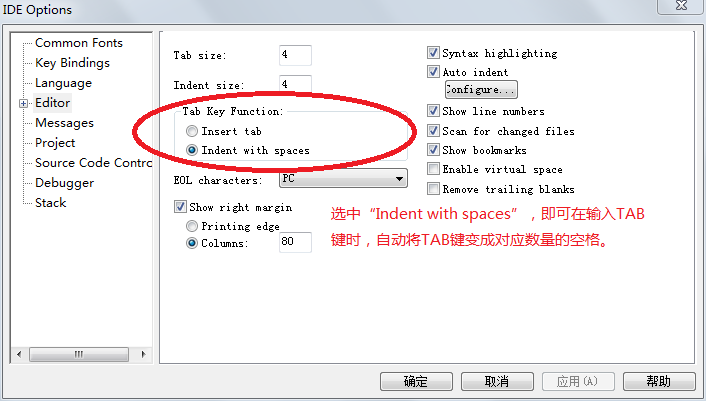 IDE Options
Common Fonts
Key Bindings
Language
Editor
Messages
Project
Source Code Contro
Debugger
Stack
Tab size: 4
Indent size: 4
Tab Key Function:
Insert tab
Indent with spaces
EOL characters: PC
Show right margin
Printing edge
Columns: 80
Syntax highlighting
Auto indent
Configure...
Show line numbers
Scan for changed files
Show bookmarks
Enable virtual space
Remove trailing blanks
选中“Indent with spaces”，即可在输入TAB
键时，自动将TAB键变成对应数量的空格。
确定
取消
应用(A)
帮助